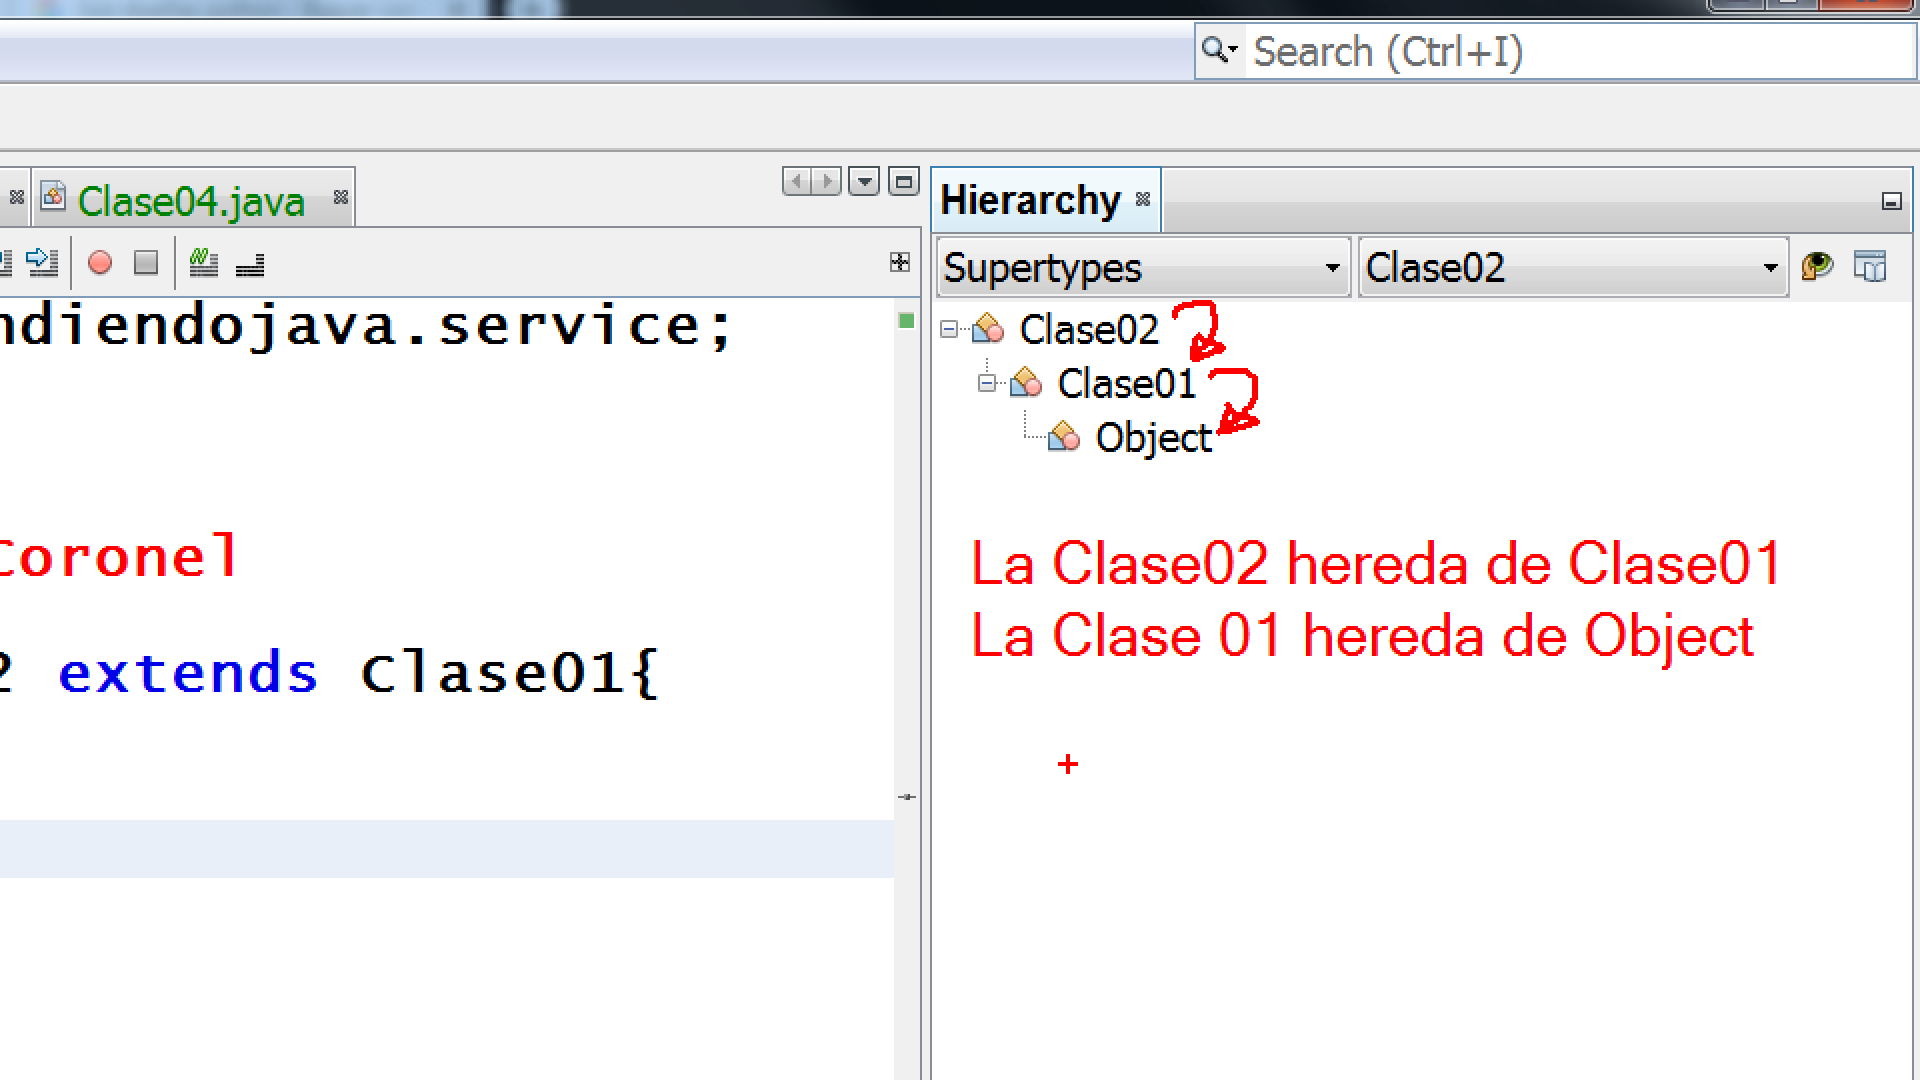 Search (Ctrl+I)
Clase04.java
Hierarchy
Supertypes
Clase02
ndiendojava.service;
Clase02
Clase01
Object
Coronel
La Clase02 hereda de Clase01
La Clase 01 hereda de Object
2 extends Clase01{